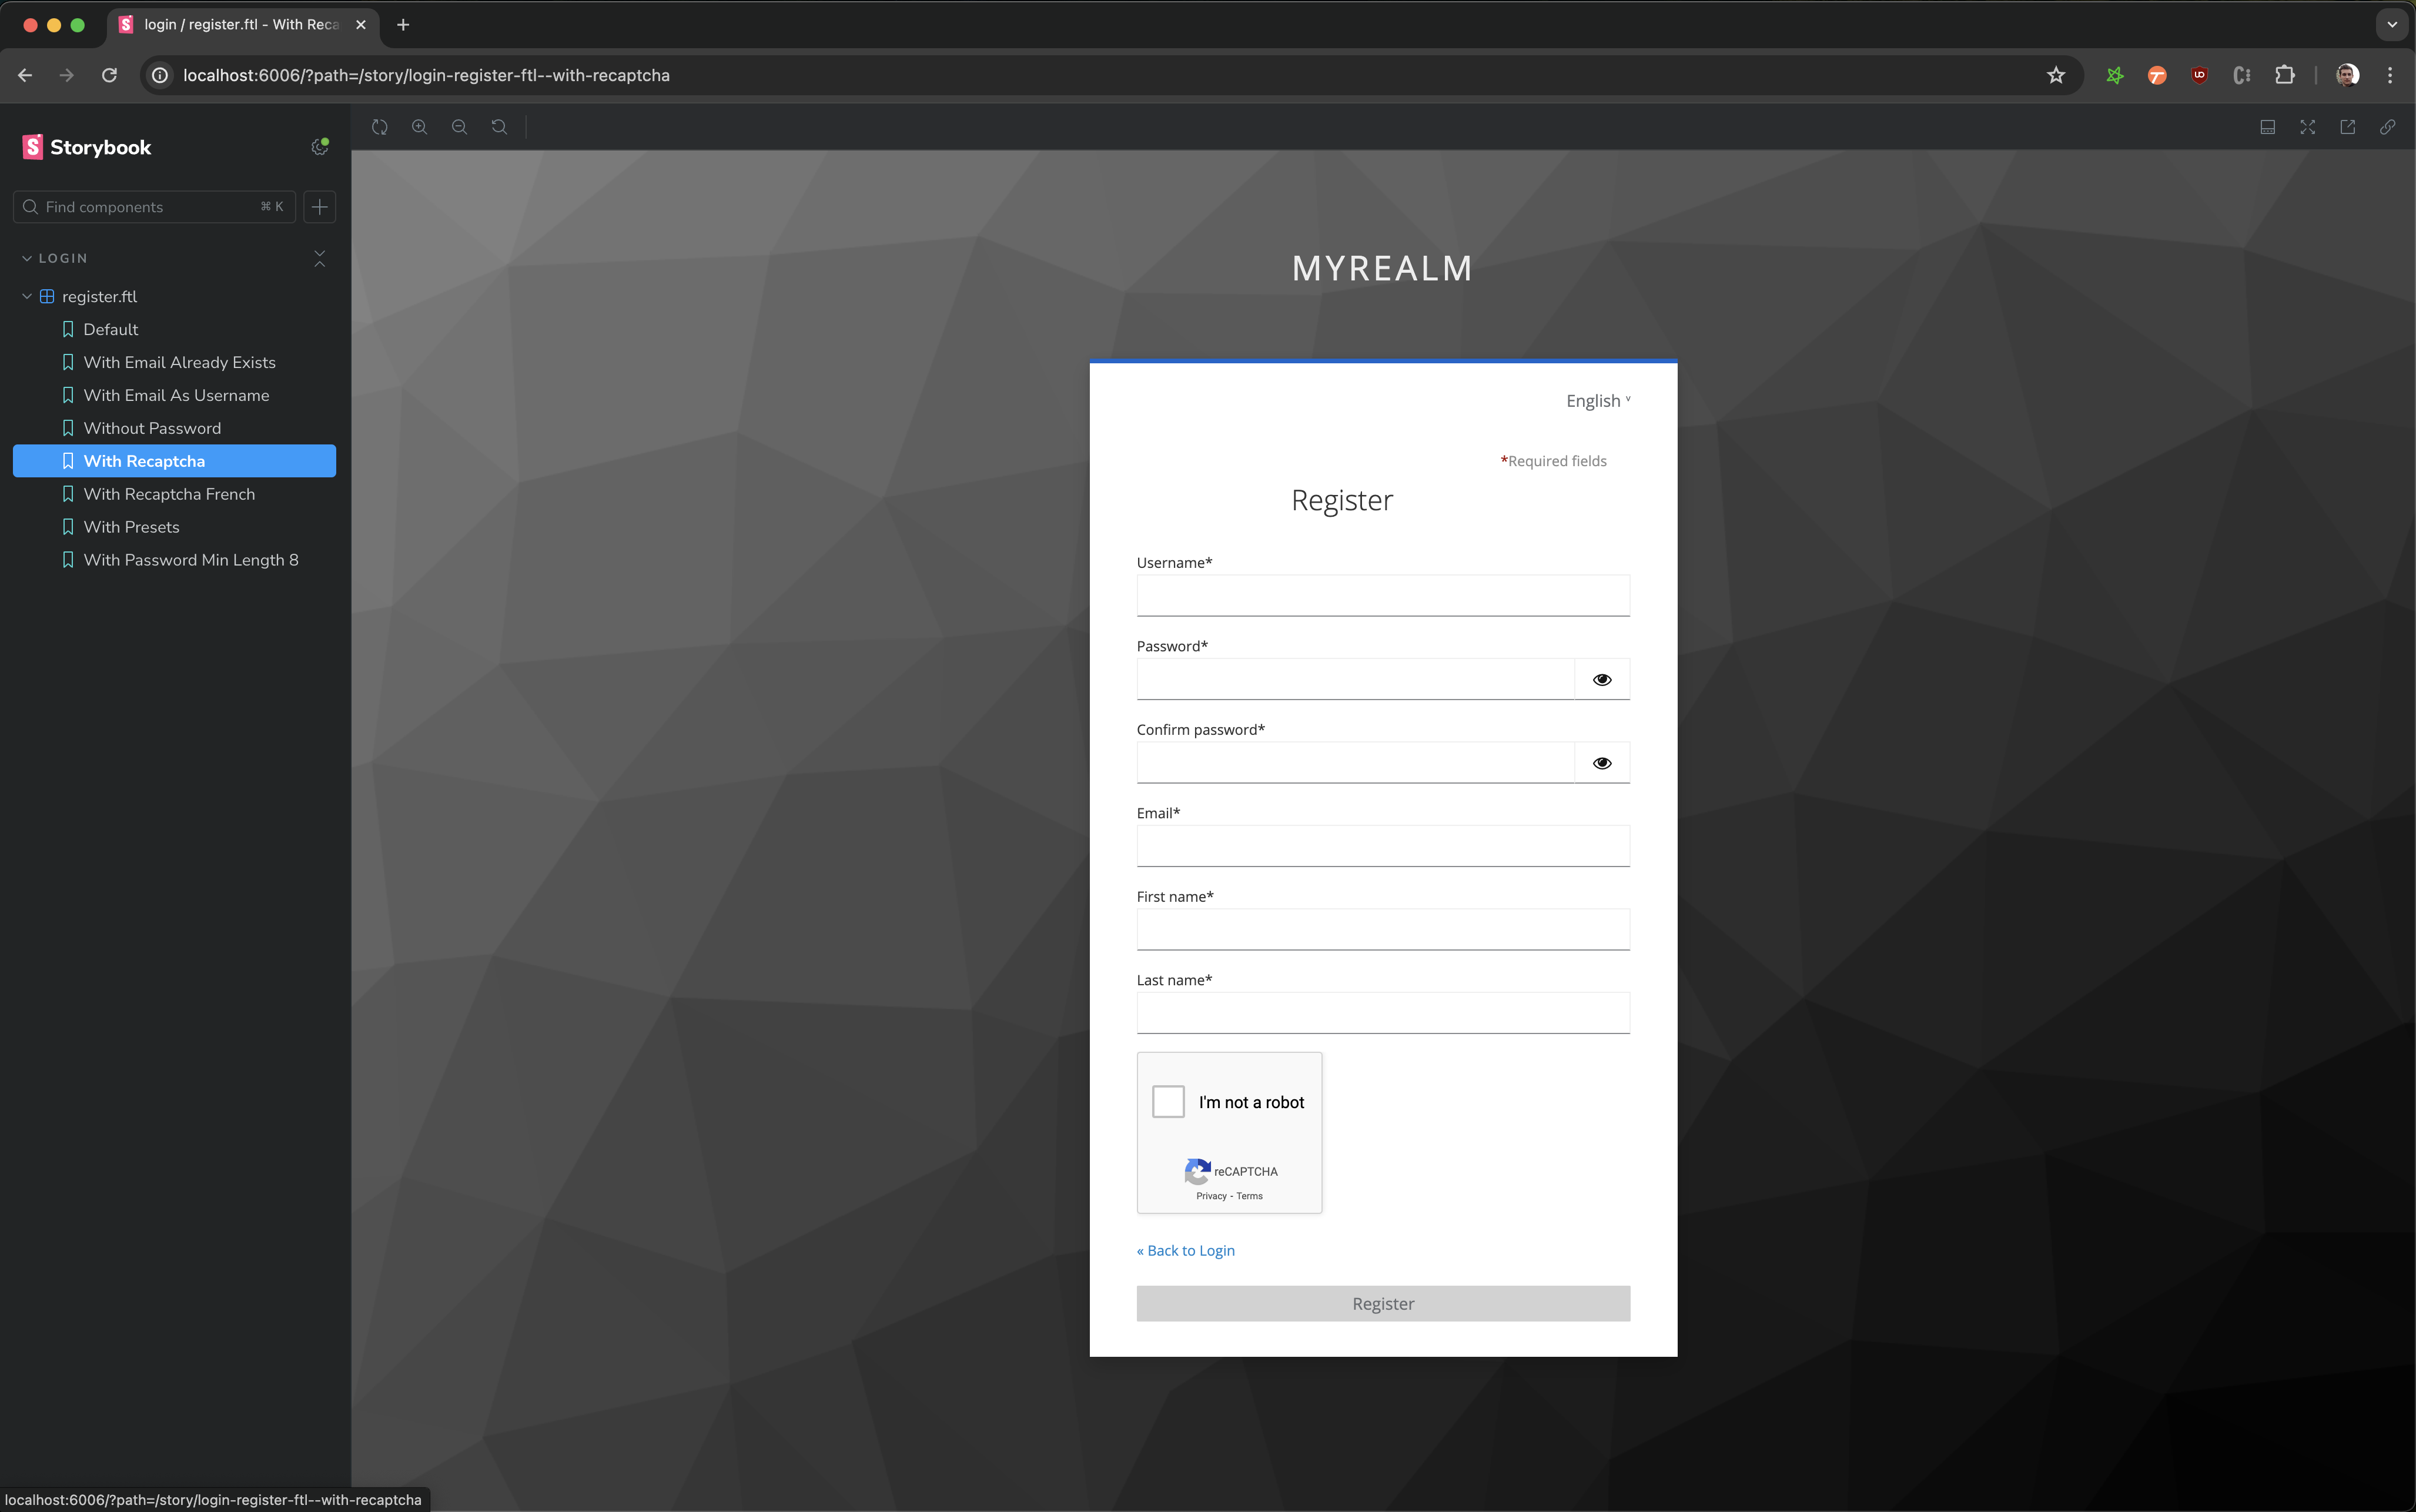 login / register.ftl - With Reca
localhost:6006/?path=/story/login-register-ftl--with-recaptcha
Storybook
Find components
⌘ K
LOGIN
register.ftl
Default
With Email Already Exists
With Email As Username
Without Password
With Recaptcha
With Recaptcha French
With Presets
With Password Min Length 8
MYREALM
English ˅
*Required fields
Register
Username*
Password*
Confirm password*
Email*
First name*
Last name*
I'm not a robot
reCAPTCHA
Privacy - Terms
« Back to Login
Register
localhost:6006/?path=/story/login-register-ftl--with-recaptcha